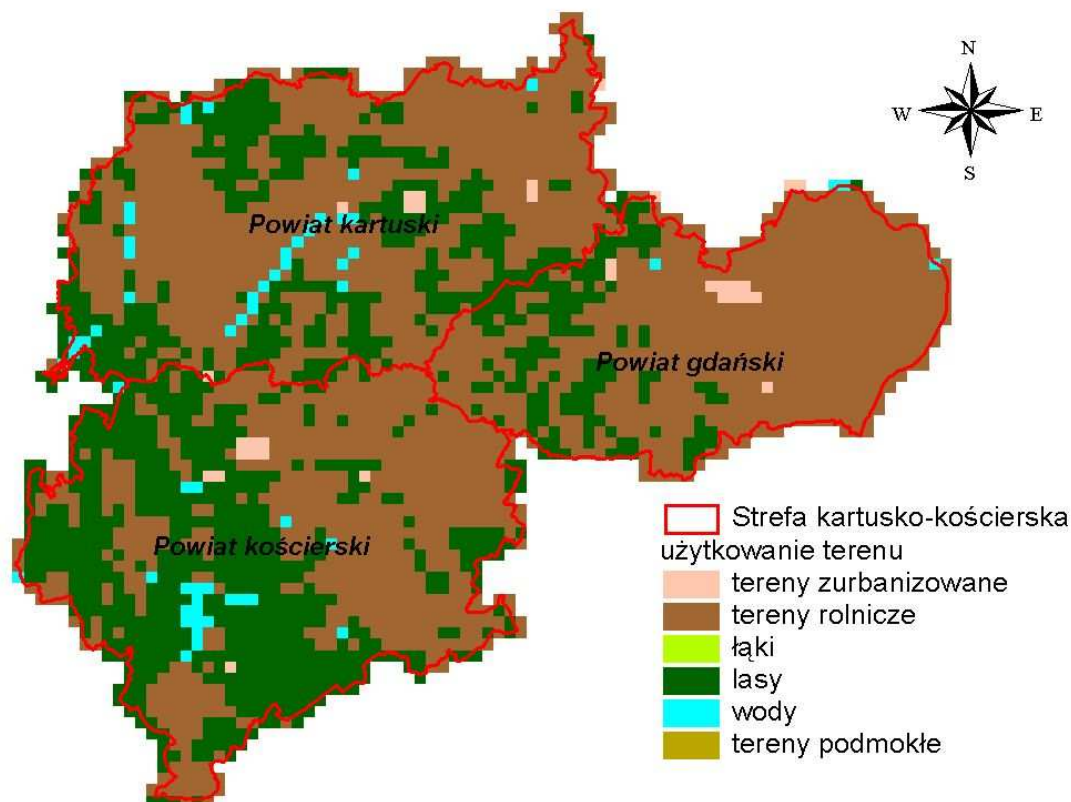 N
W
E
S
Powiat kartuski
Powiat gdański
Powiat kościerski
Strefa kartusko-kościerska
użytkowanie terenu
tereny zurbanizowane
tereny rolnicze
łąki
lasy
wody
tereny podmokłe